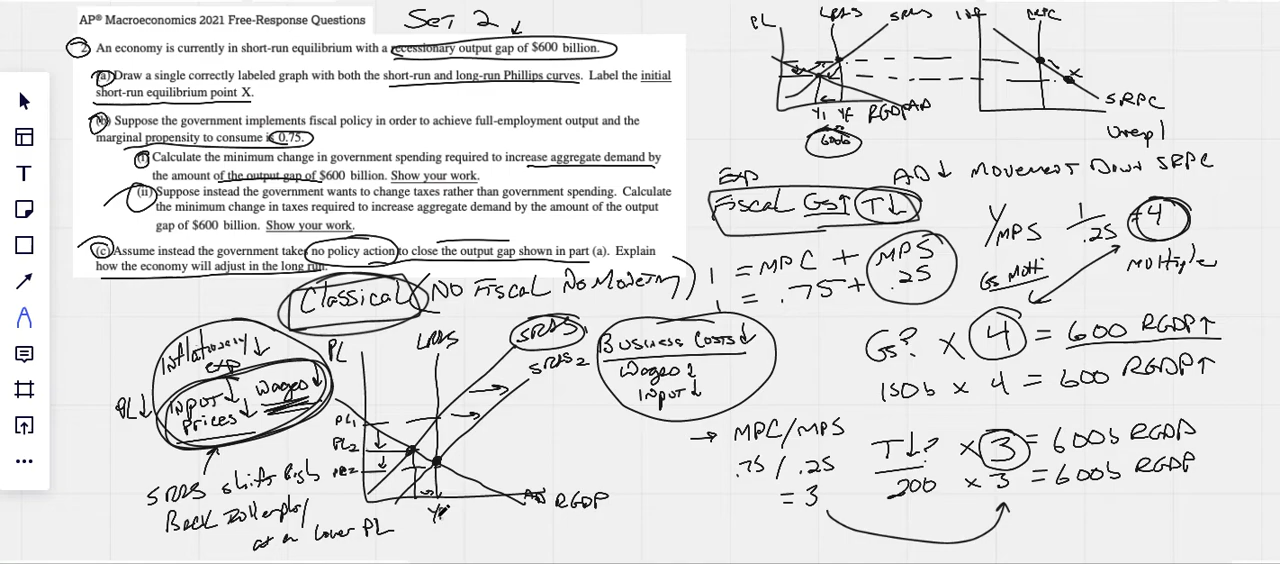 AP® Macroeconomics 2021 Free-Response Questions
Set 2
2. An economy is currently in short-run equilibrium with a recessionary output gap of $600 billion.
(a) Draw a single correctly labeled graph with both the short-run and long-run Phillips curves. Label the initial
short-run equilibrium point X.
(b) Suppose the government implements fiscal policy in order to achieve full-employment output and the
marginal propensity to consume is 0.75.
(i) Calculate the minimum change in government spending required to increase aggregate demand by
the amount of the output gap of $600 billion. Show your work.
(ii) Suppose instead the government wants to change taxes rather than government spending. Calculate
the minimum change in taxes required to increase aggregate demand by the amount of the output
gap of $600 billion. Show your work.
(c) Assume instead the government takes no policy action to close the output gap shown in part (a). Explain
how the economy will adjust in the long run.
PL LRAS SRAS
Y1 YF RGDP AD
600b
X
SRPC
Unempl
AD↓ Movement Down SRPC
Exp
Fiscal Gs↑ T↓
1/MPS 1/.25 =4
Multiplier
Gs Multi
1 = MPC + MPS
1 = .75 + .25
Gs? × 4 = 600 RGDP↑
150b × 4 = 600 RGDP↑
→ MPC/MPS
.75 / .25
= 3
T↓? × 3 = 600b RGDP
200 × 3 = 600b RGDP
Classical (No Fiscal No Monetary)
Business Costs↓
Wages↓
Input↓
Inflationary↓
exp
Input↓ Wages↓
Prices↓
PL↓
SRAS shift right
at a lower PL
PL LRAS SRAS1
SRAS2
PL1
PL2
AD RGDP